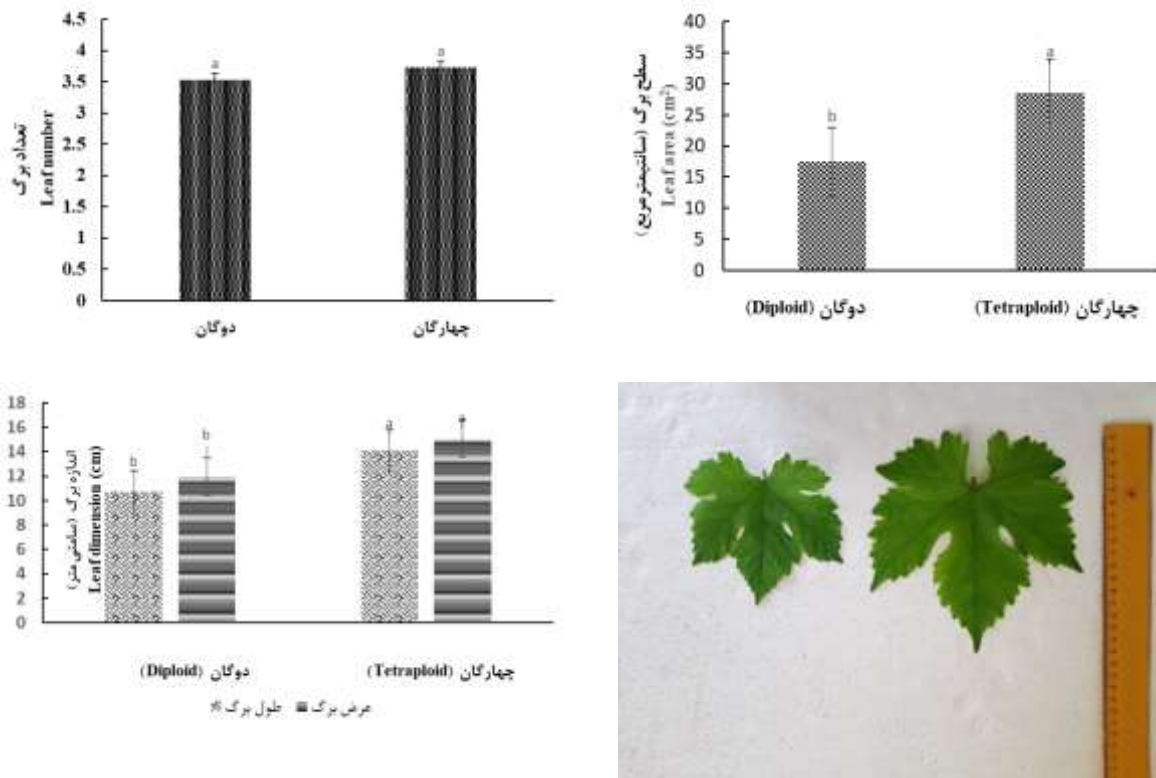 4.5
4
3.5
3
2.5
2
1.5
1
0.5
0
تعداد برگ
Leaf number
a
a
دوگان
چهارگان
40
35
30
25
20
15
10
5
0
سطح برگ (سانتیمترمربع)
Leaf area (cm²)
b
a
دوگان (Diploid)
چهارگان (Tetraploid)
18
16
14
12
10
8
6
4
2
0
اندازه برگ (سانتی متر)
Leaf dimension (cm)
b
b
a
a
دوگان (Diploid)
چهارگان (Tetraploid)
طول برگ
عرض برگ